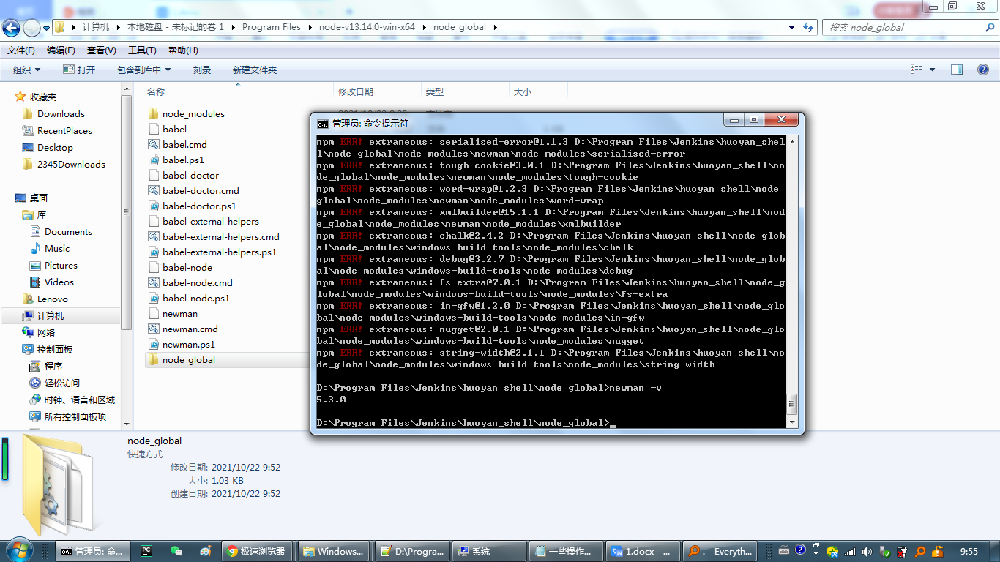 计算机 本地磁盘 - 未标记的卷 1 Program Files node-v13.14.0-win-x64 node_global
搜索 node_global
文件(F) 编辑(E) 查看(V) 工具(T) 帮助(H)
组织 打开 包含到库中 刻录 新建文件夹
收藏夹
Downloads
RecentPlaces
Desktop
2345Downloads
桌面
库
Documents
Music
Pictures
Videos
Lenovo
计算机
网络
控制面板
程序
轻松访问
时钟、语言和区域
所有控制面板项
名称 修改日期 类型 大小
node_modules
babel
babel.cmd
babel.ps1
babel-doctor
babel-doctor.cmd
babel-doctor.ps1
babel-external-helpers
babel-external-helpers.cmd
babel-external-helpers.ps1
babel-node
babel-node.cmd
babel-node.ps1
newman
newman.cmd
newman.ps1
node_global
管理员: 命令提示符
npm ERR! extraneous: serialised-error@1.1.3 D:\Program Files\Jenkins\huoyan_shel
l\node_global\node_modules\newman\node_modules\serialised-error
npm ERR! extraneous: tough-cookie@3.0.1 D:\Program Files\Jenkins\huoyan_shell\no
de_global\node_modules\newman\node_modules\tough-cookie
npm ERR! extraneous: word-wrap@1.2.3 D:\Program Files\Jenkins\huoyan_shell\node_
global\node_modules\newman\node_modules\word-wrap
npm ERR! extraneous: xmlbuilder@15.1.1 D:\Program Files\Jenkins\huoyan_shell\nod
e_global\node_modules\newman\node_modules\xmlbuilder
npm ERR! extraneous: chalk@2.4.2 D:\Program Files\Jenkins\huoyan_shell\node_glob
al\node_modules\windows-build-tools\node_modules\chalk
npm ERR! extraneous: debug@3.2.7 D:\Program Files\Jenkins\huoyan_shell\node_glob
al\node_modules\windows-build-tools\node_modules\debug
npm ERR! extraneous: fs-extra@7.0.1 D:\Program Files\Jenkins\huoyan_shell\node_g
lobal\node_modules\windows-build-tools\node_modules\fs-extra
npm ERR! extraneous: in-gfw@1.2.0 D:\Program Files\Jenkins\huoyan_shell\node_glo
bal\node_modules\windows-build-tools\node_modules\in-gfw
npm ERR! extraneous: nugget@2.0.1 D:\Program Files\Jenkins\huoyan_shell\node_glo
bal\node_modules\windows-build-tools\node_modules\nugget
npm ERR! extraneous: string-width@2.1.1 D:\Program Files\Jenkins\huoyan_shell\no
de_global\node_modules\windows-build-tools\node_modules\string-width
D:\Program Files\Jenkins\huoyan_shell\node_global>newman -v
5.3.0
D:\Program Files\Jenkins\huoyan_shell\node_global>
node_global
快捷方式
修改日期: 2021/10/22 9:52
大小: 1.03 KB
创建日期: 2021/10/22 9:52
管理员: 命... 极速浏览器 Windows... D:\Progra... 系统 一些操作... 1.docx - ... . - Everyth... 9:55